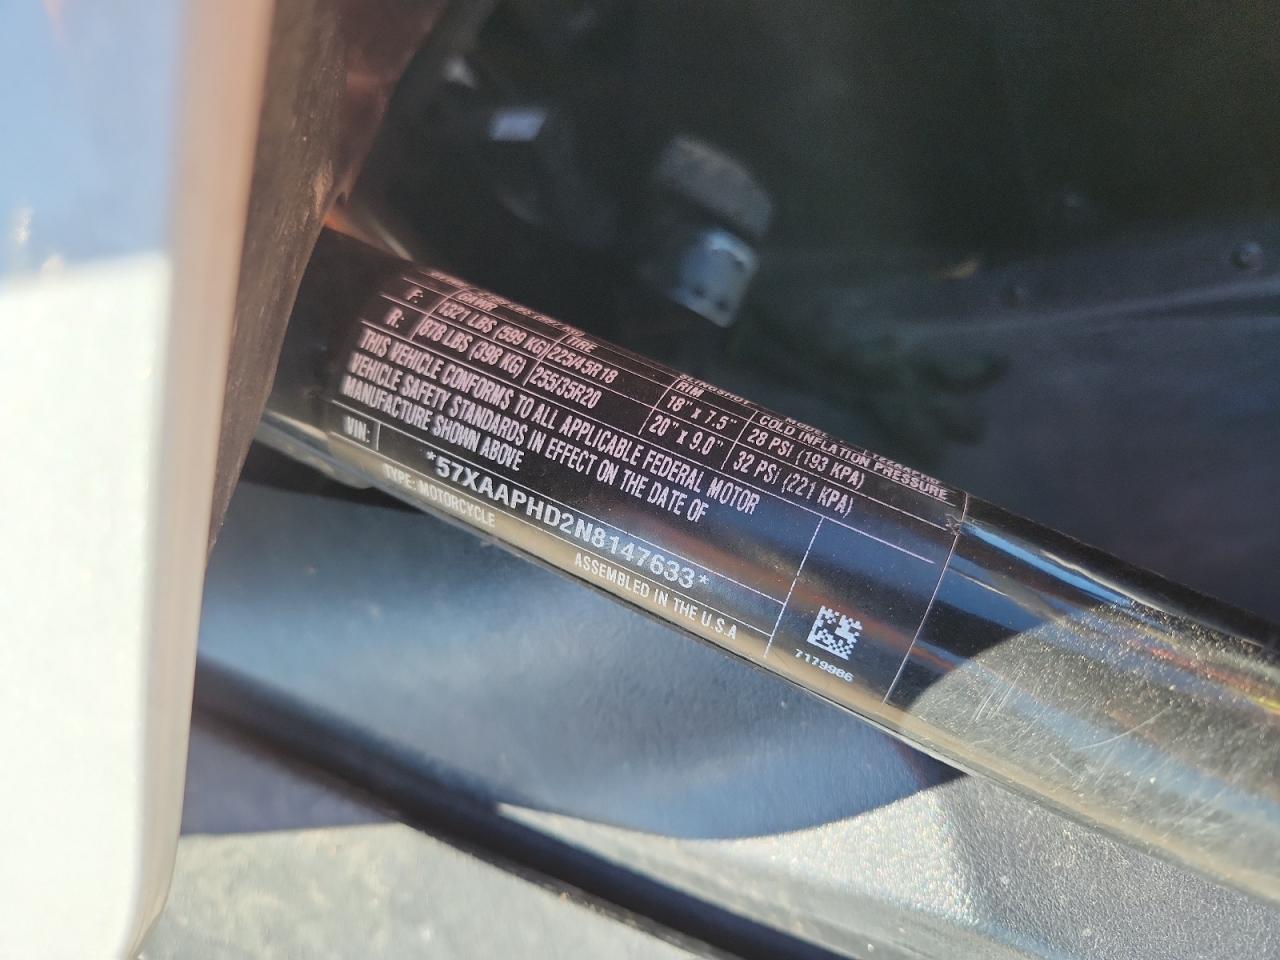 SLINGSHOT
GAWR TIRE RIM COLD INFLATION PRESSURE
F: 1321 LBS (599 KG) 225/45R18 18" x 7.5" 28 PSI (193 KPA)
R: 878 LBS (398 KG) 255/35R20 20" x 9.0" 32 PSI (221 KPA)
THIS VEHICLE CONFORMS TO ALL APPLICABLE FEDERAL MOTOR
VEHICLE SAFETY STANDARDS IN EFFECT ON THE DATE OF
MANUFACTURE SHOWN ABOVE
VIN: *57XAAPHD2N8147633*
TYPE: MOTORCYCLE ASSEMBLED IN THE U.S.A
7179986